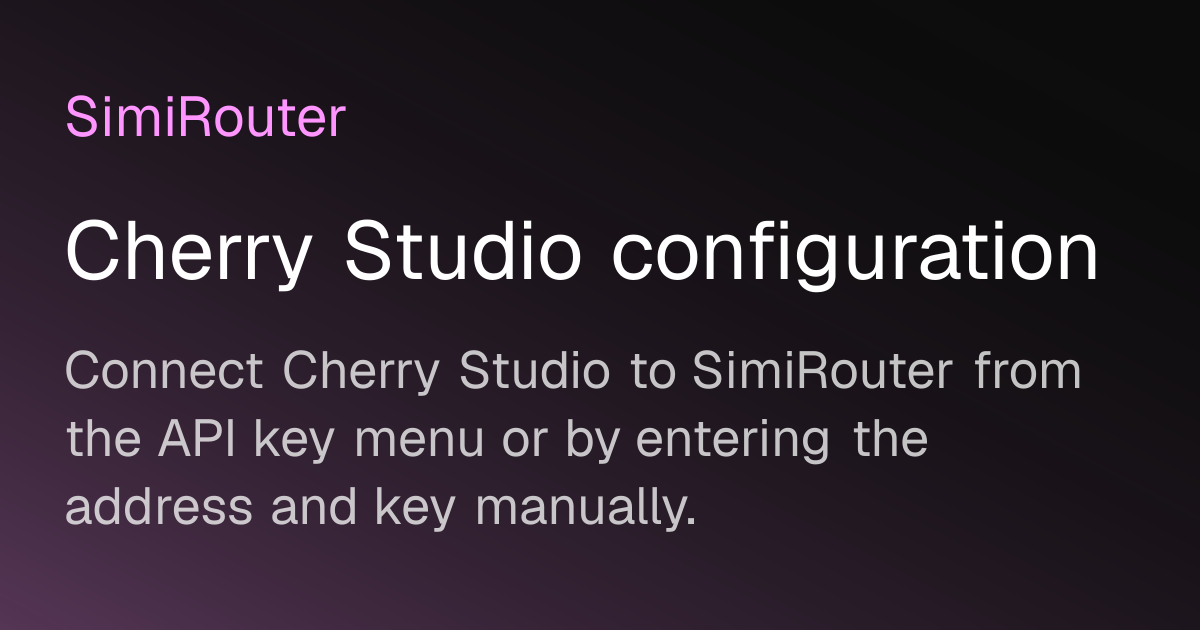 SimiRouter
Cherry Studio configuration
Connect Cherry Studio to SimiRouter from
the API key menu or by entering the
address and key manually.